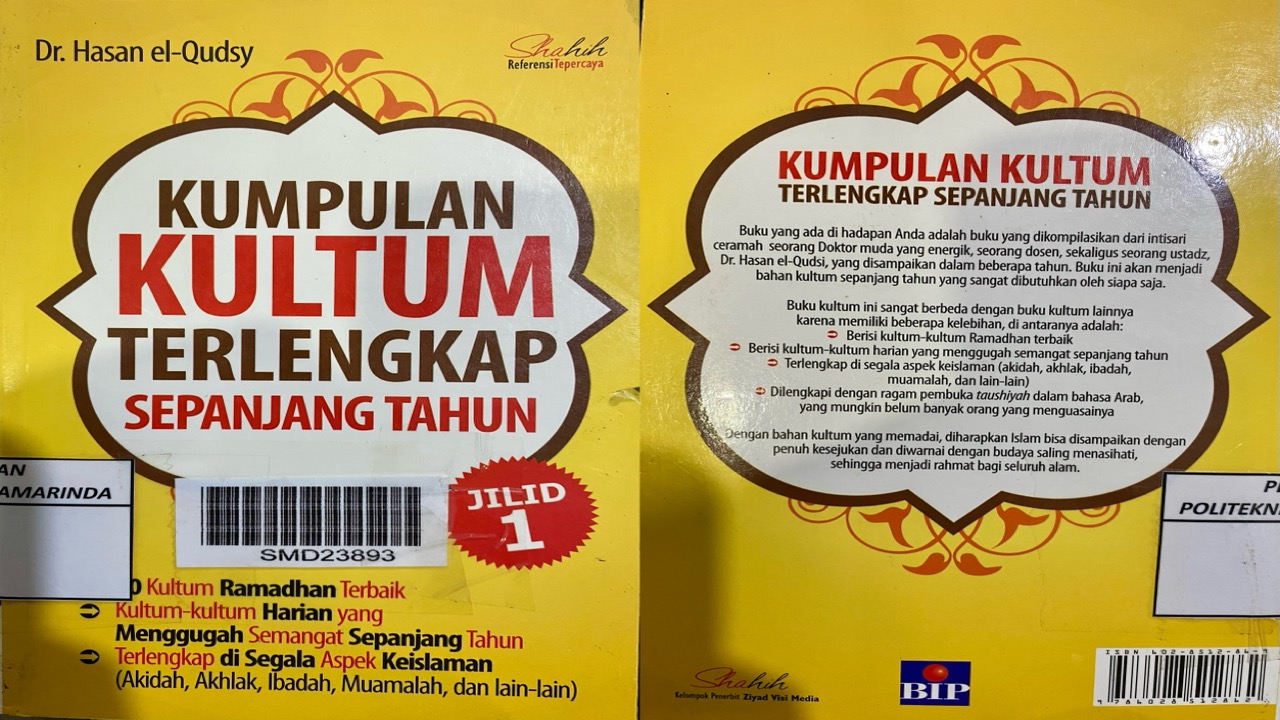 Dr. Hasan el-Qudsy
Shahih
Referensi Tepercaya
KUMPULAN
KULTUM
TERLENGKAP
SEPANJANG TAHUN
AN
AMARINDA
SMD23893
JILID
1
0 Kultum Ramadhan Terbaik
Kultum-kultum Harian yang
Menggugah Semangat Sepanjang Tahun
Terlengkap di Segala Aspek Keislaman
(Akidah, Akhlak, Ibadah, Muamalah, dan lain-lain)
KUMPULAN KULTUM
TERLENGKAP SEPANJANG TAHUN
Buku yang ada di hadapan Anda adalah buku yang dikompilasikan dari intisari
ceramah seorang Doktor muda yang energik, seorang dosen, sekaligus seorang ustadz,
Dr. Hasan el-Qudsi, yang disampaikan dalam beberapa tahun. Buku ini akan menjadi
bahan kultum sepanjang tahun yang sangat dibutuhkan oleh siapa saja.
Buku kultum ini sangat berbeda dengan buku kultum lainnya
karena memiliki beberapa kelebihan, di antaranya adalah:
Berisi kultum-kultum Ramadhan terbaik
Berisi kultum-kultum harian yang menggugah semangat sepanjang tahun
Terlengkap di segala aspek keislaman (akidah, akhlak, ibadah,
muamalah, dan lain-lain)
Dilengkapi dengan ragam pembuka taushiyah dalam bahasa Arab,
yang mungkin belum banyak orang yang menguasainya
Dengan bahan kultum yang memadai, diharapkan Islam bisa disampaikan dengan
penuh kesejukan dan diwarnai dengan budaya saling menasihati,
sehingga menjadi rahmat bagi seluruh alam.
POLITEKN
Shahih
Kelompok Penerbit Ziyad Visi Media
BIP
ISBN 602-8512-86-